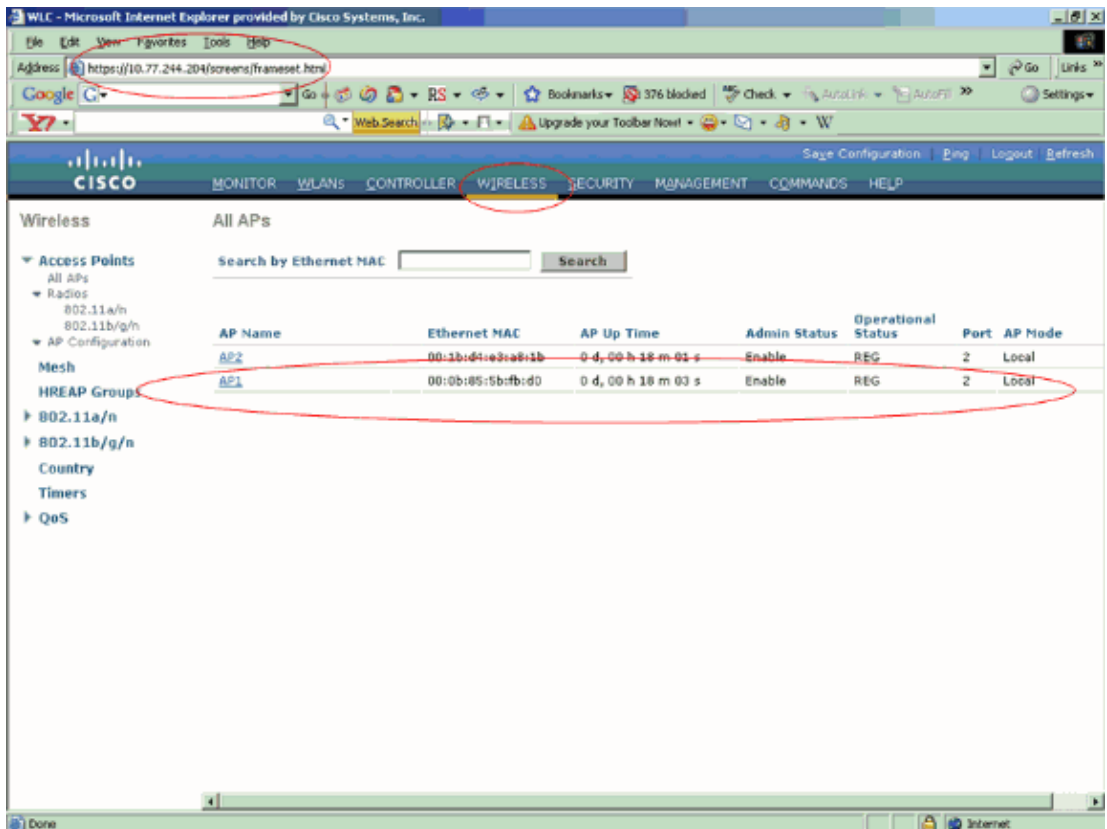 WLC - Microsoft Internet Explorer provided by Cisco Systems, Inc.
File Edit View Favorites Tools Help
Address https://10.77.244.204/screens/frameset.html Go Links »
Google G Go RS Bookmarks 376 blocked Check AutoLink AutoFill » Settings
Y7 Web Search Upgrade your Toolbar Now! W
Save Configuration | Ping | Logout | Refresh
CISCO MONITOR WLANs CONTROLLER WIRELESS SECURITY MANAGEMENT COMMANDS HELP
Wireless
Access Points
All APs
Radios
802.11a/n
802.11b/g/n
AP Configuration
Mesh
HREAP Groups
802.11a/n
802.11b/g/n
Country
Timers
QoS
All APs
Search by Ethernet MAC Search
AP Name Ethernet MAC AP Up Time Admin Status Operational Status Port AP Mode
AP2 00:1b:d4:e3:a8:1b 0 d, 00 h 18 m 01 s Enable REG 2 Local
AP1 00:0b:85:5b:fb:d0 0 d, 00 h 18 m 03 s Enable REG 2 Local
Done Internet